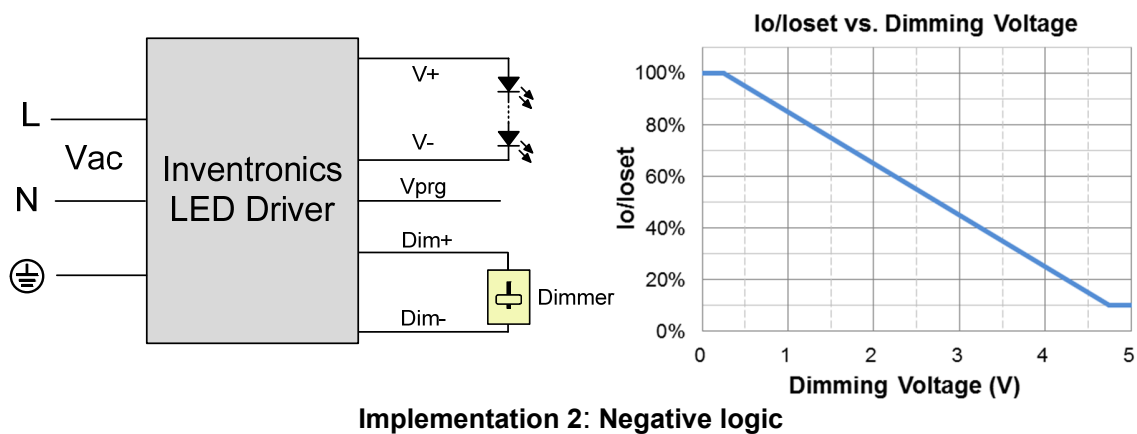 L
Vac
N
Inventronics
LED Driver
V+
V-
Vprg
Dim+
Dim-
Dimmer
Io/Ioset vs. Dimming Voltage
Io/Ioset
100%
80%
60%
40%
20%
0%
0 1 2 3 4 5
Dimming Voltage (V)
Implementation 2: Negative logic